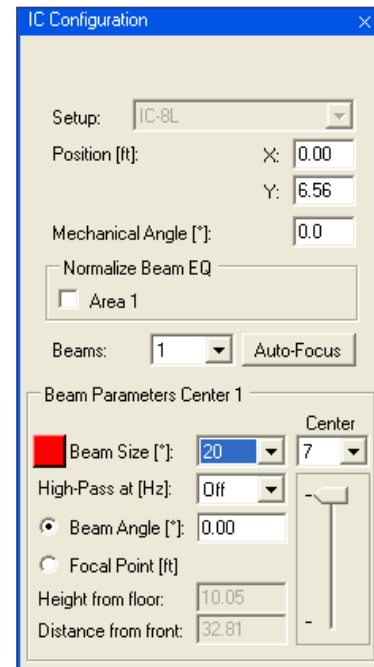 IC Configuration
Setup: IC-8L
Position [ft]: X: 0.00
Y: 6.56
Mechanical Angle [°]: 0.0
Normalize Beam EQ
Area 1
Beams: 1 Auto-Focus
Beam Parameters Center 1
Center
Beam Size [°]: 20 7
High-Pass at [Hz]: Off
Beam Angle [°]: 0.00
Focal Point [ft]
Height from floor: 10.05
Distance from front: 32.81